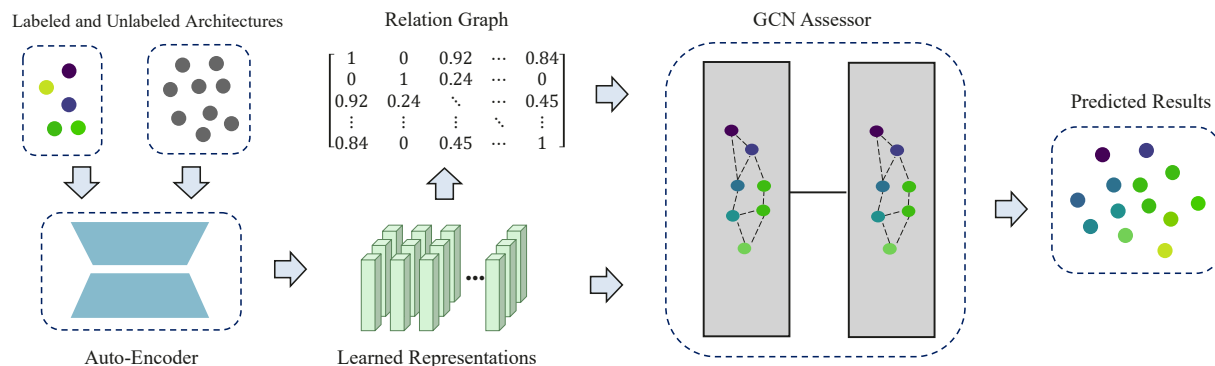 Labeled and Unlabeled Architectures
Relation Graph
GCN Assessor
1 0 0.92 ⋯ 0.84
0 1 0.24 ⋯ 0
0.92 0.24 ⋱ ⋯ 0.45
⋮ ⋮ ⋮ ⋱ ⋮
0.84 0 0.45 ⋯ 1
Predicted Results
•••
Auto-Encoder
Learned Representations